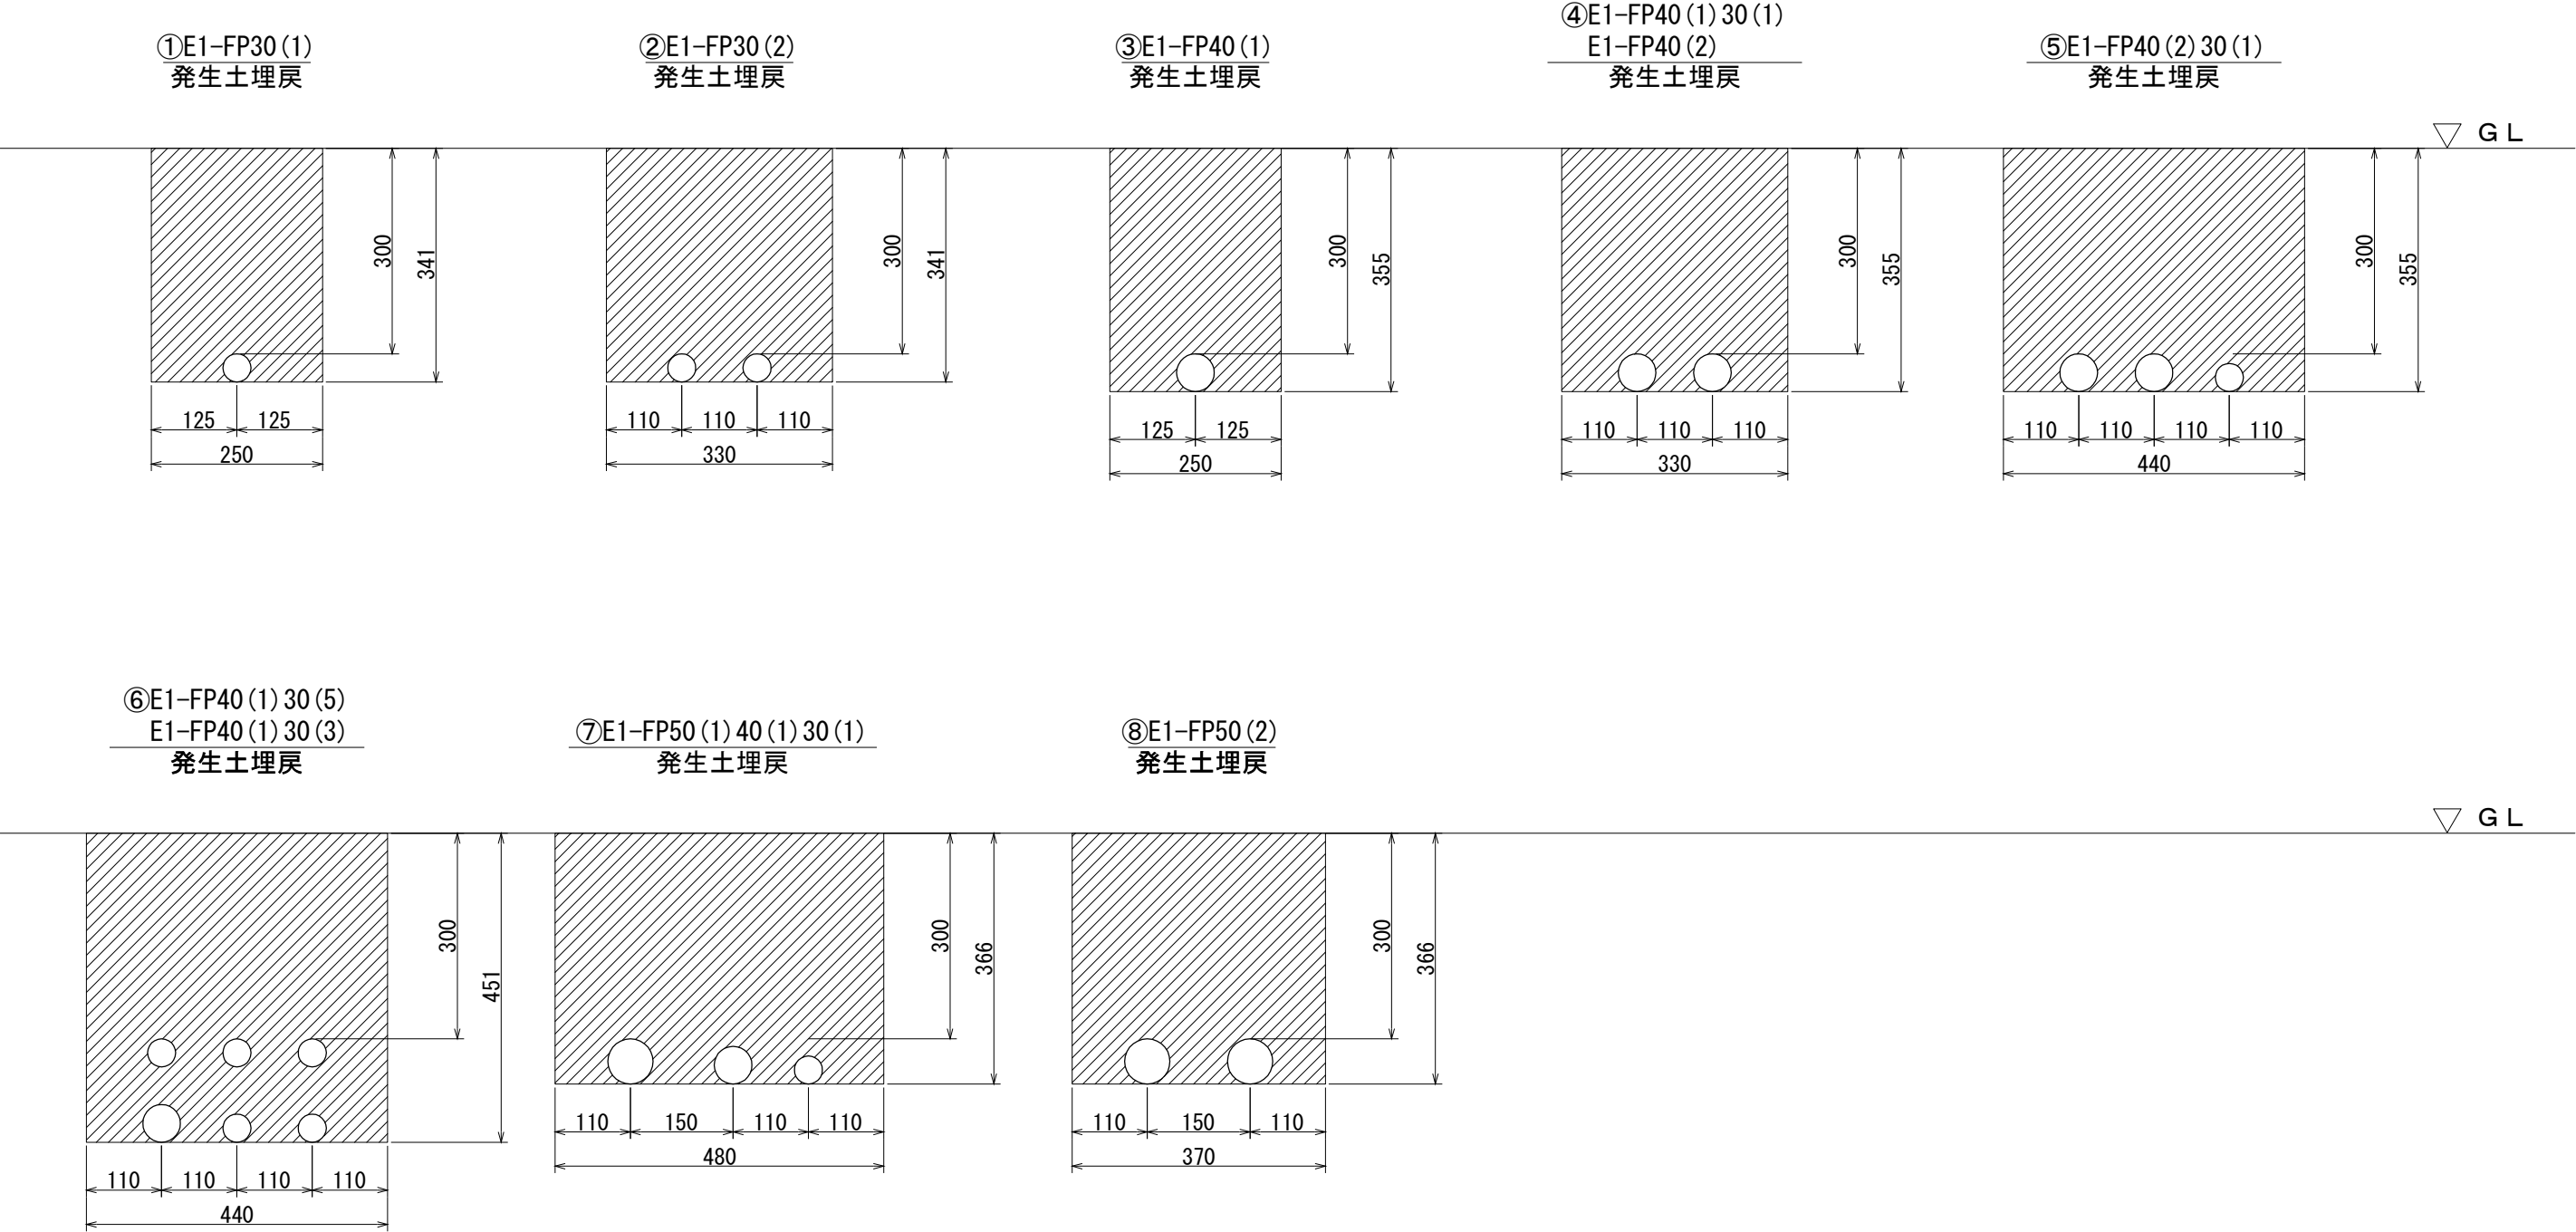 ①E1-FP30(1)
発生土埋戻
②E1-FP30(2)
発生土埋戻
③E1-FP40(1)
発生土埋戻
④E1-FP40(1)30(1)
E1-FP40(2)
発生土埋戻
⑤E1-FP40(2)30(1)
発生土埋戻
GL
300
341
125 125
250
300
341
110 110 110
330
300
355
125 125
250
300
355
110 110 110
330
300
355
110 110 110 110
440
⑥E1-FP40(1)30(5)
E1-FP40(1)30(3)
発生土埋戻
⑦E1-FP50(1)40(1)30(1)
発生土埋戻
⑧E1-FP50(2)
発生土埋戻
GL
300
451
110 110 110 110
440
300
366
110 150 110 110
480
300
366
110 150 110
370